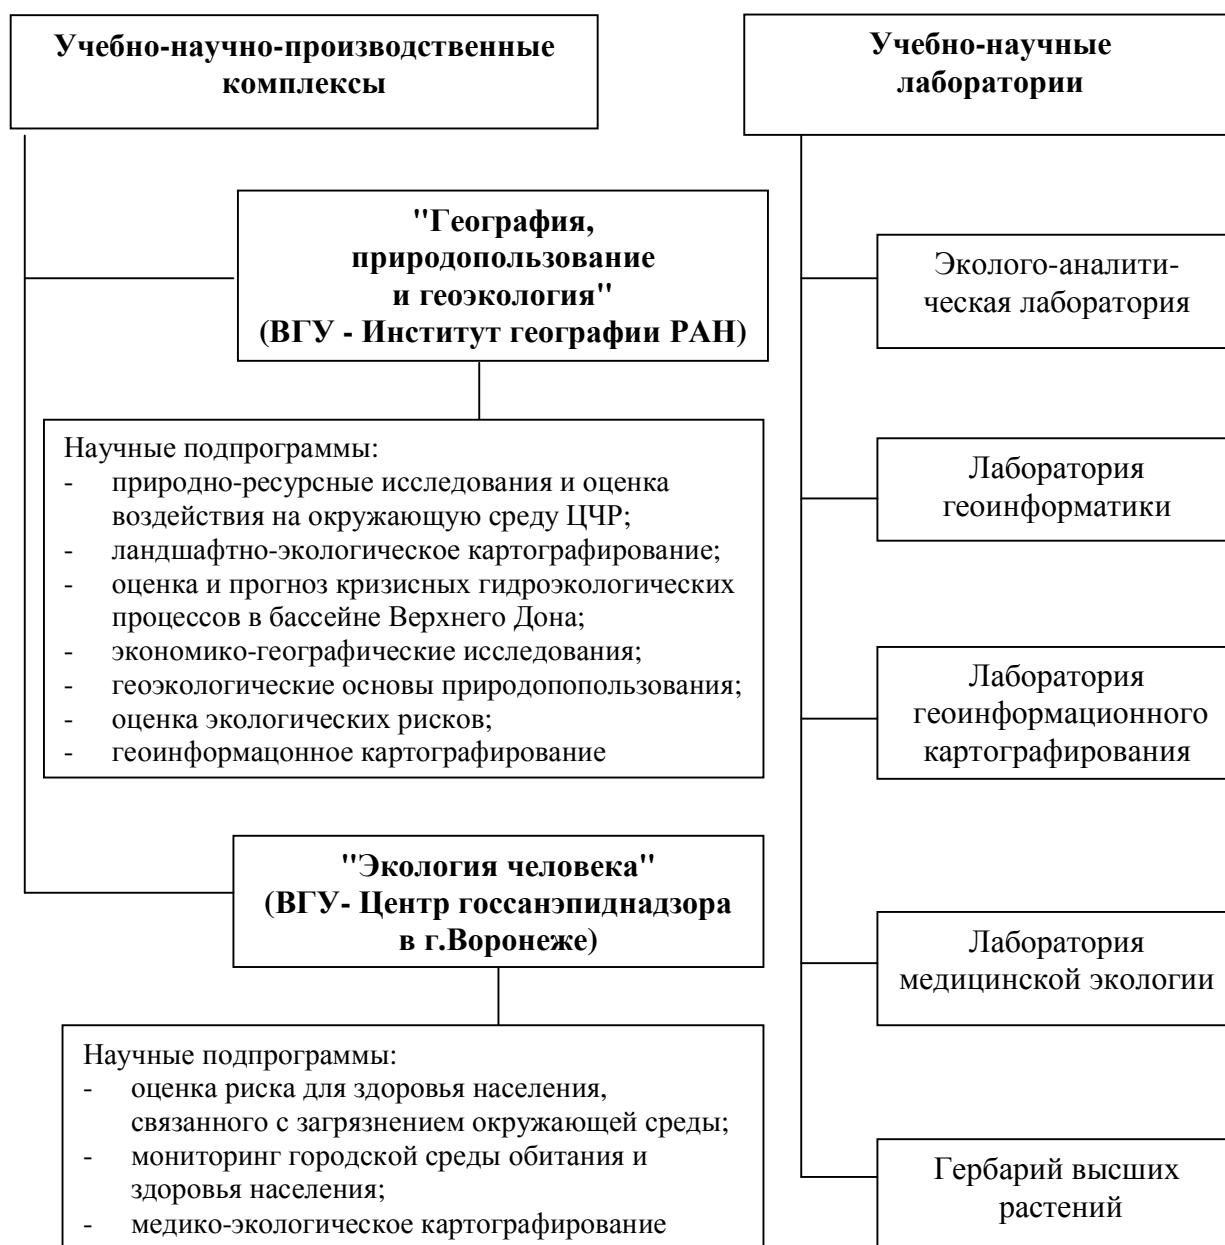 Учебно-научно-производственные
комплексы
"География,
природопользование
и геоэкология"
(ВГУ - Институт географии РАН)
Научные подпрограммы:
- природно-ресурсные исследования и оценка
воздействия на окружающую среду ЦЧР;
- ландшафтно-экологическое картографирование;
- оценка и прогноз кризисных гидроэкологических
процессов в бассейне Верхнего Дона;
- экономико-географические исследования;
- геоэкологические основы природопопользования;
- оценка экологических рисков;
- геоинформацонное картографирование
"Экология человека"
(ВГУ- Центр госсанэпиднадзора
в г.Воронеже)
Научные подпрограммы:
- оценка риска для здоровья населения,
связанного с загрязнением окружающей среды;
- мониторинг городской среды обитания и
здоровья населения;
- медико-экологическое картографирование
Учебно-научные
лаборатории
Эколого-аналити-
ческая лаборатория
Лаборатория
геоинформатики
Лаборатория
геоинформационного
картографирования
Лаборатория
медицинской экологии
Гербарий высших
растений